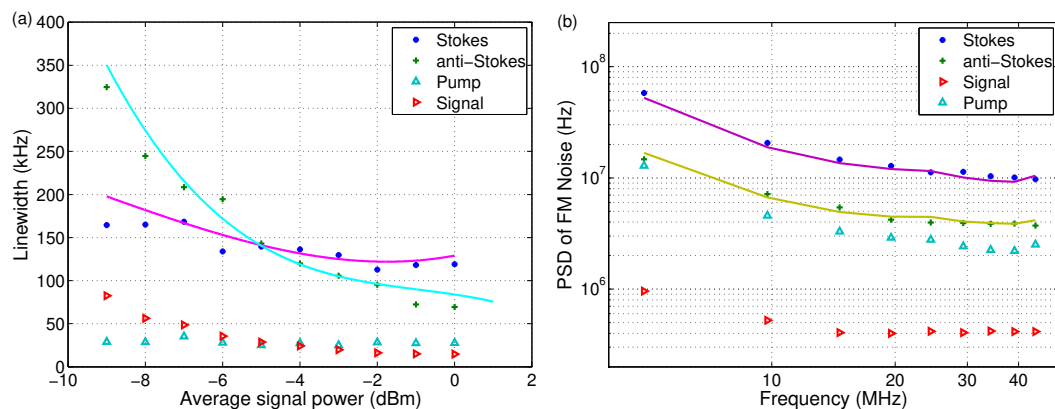 (a)
400
350
300
250
200
150
100
50
0
Linewidth (kHz)
−10
−8
−6
−4
−2
0
2
Average signal power (dBm)
Stokes
anti−Stokes
Pump
Signal
(b)
10^8
10^7
10^6
PSD of FM Noise (Hz)
10
20
30
40
Frequency (MHz)
Stokes
anti−Stokes
Signal
Pump